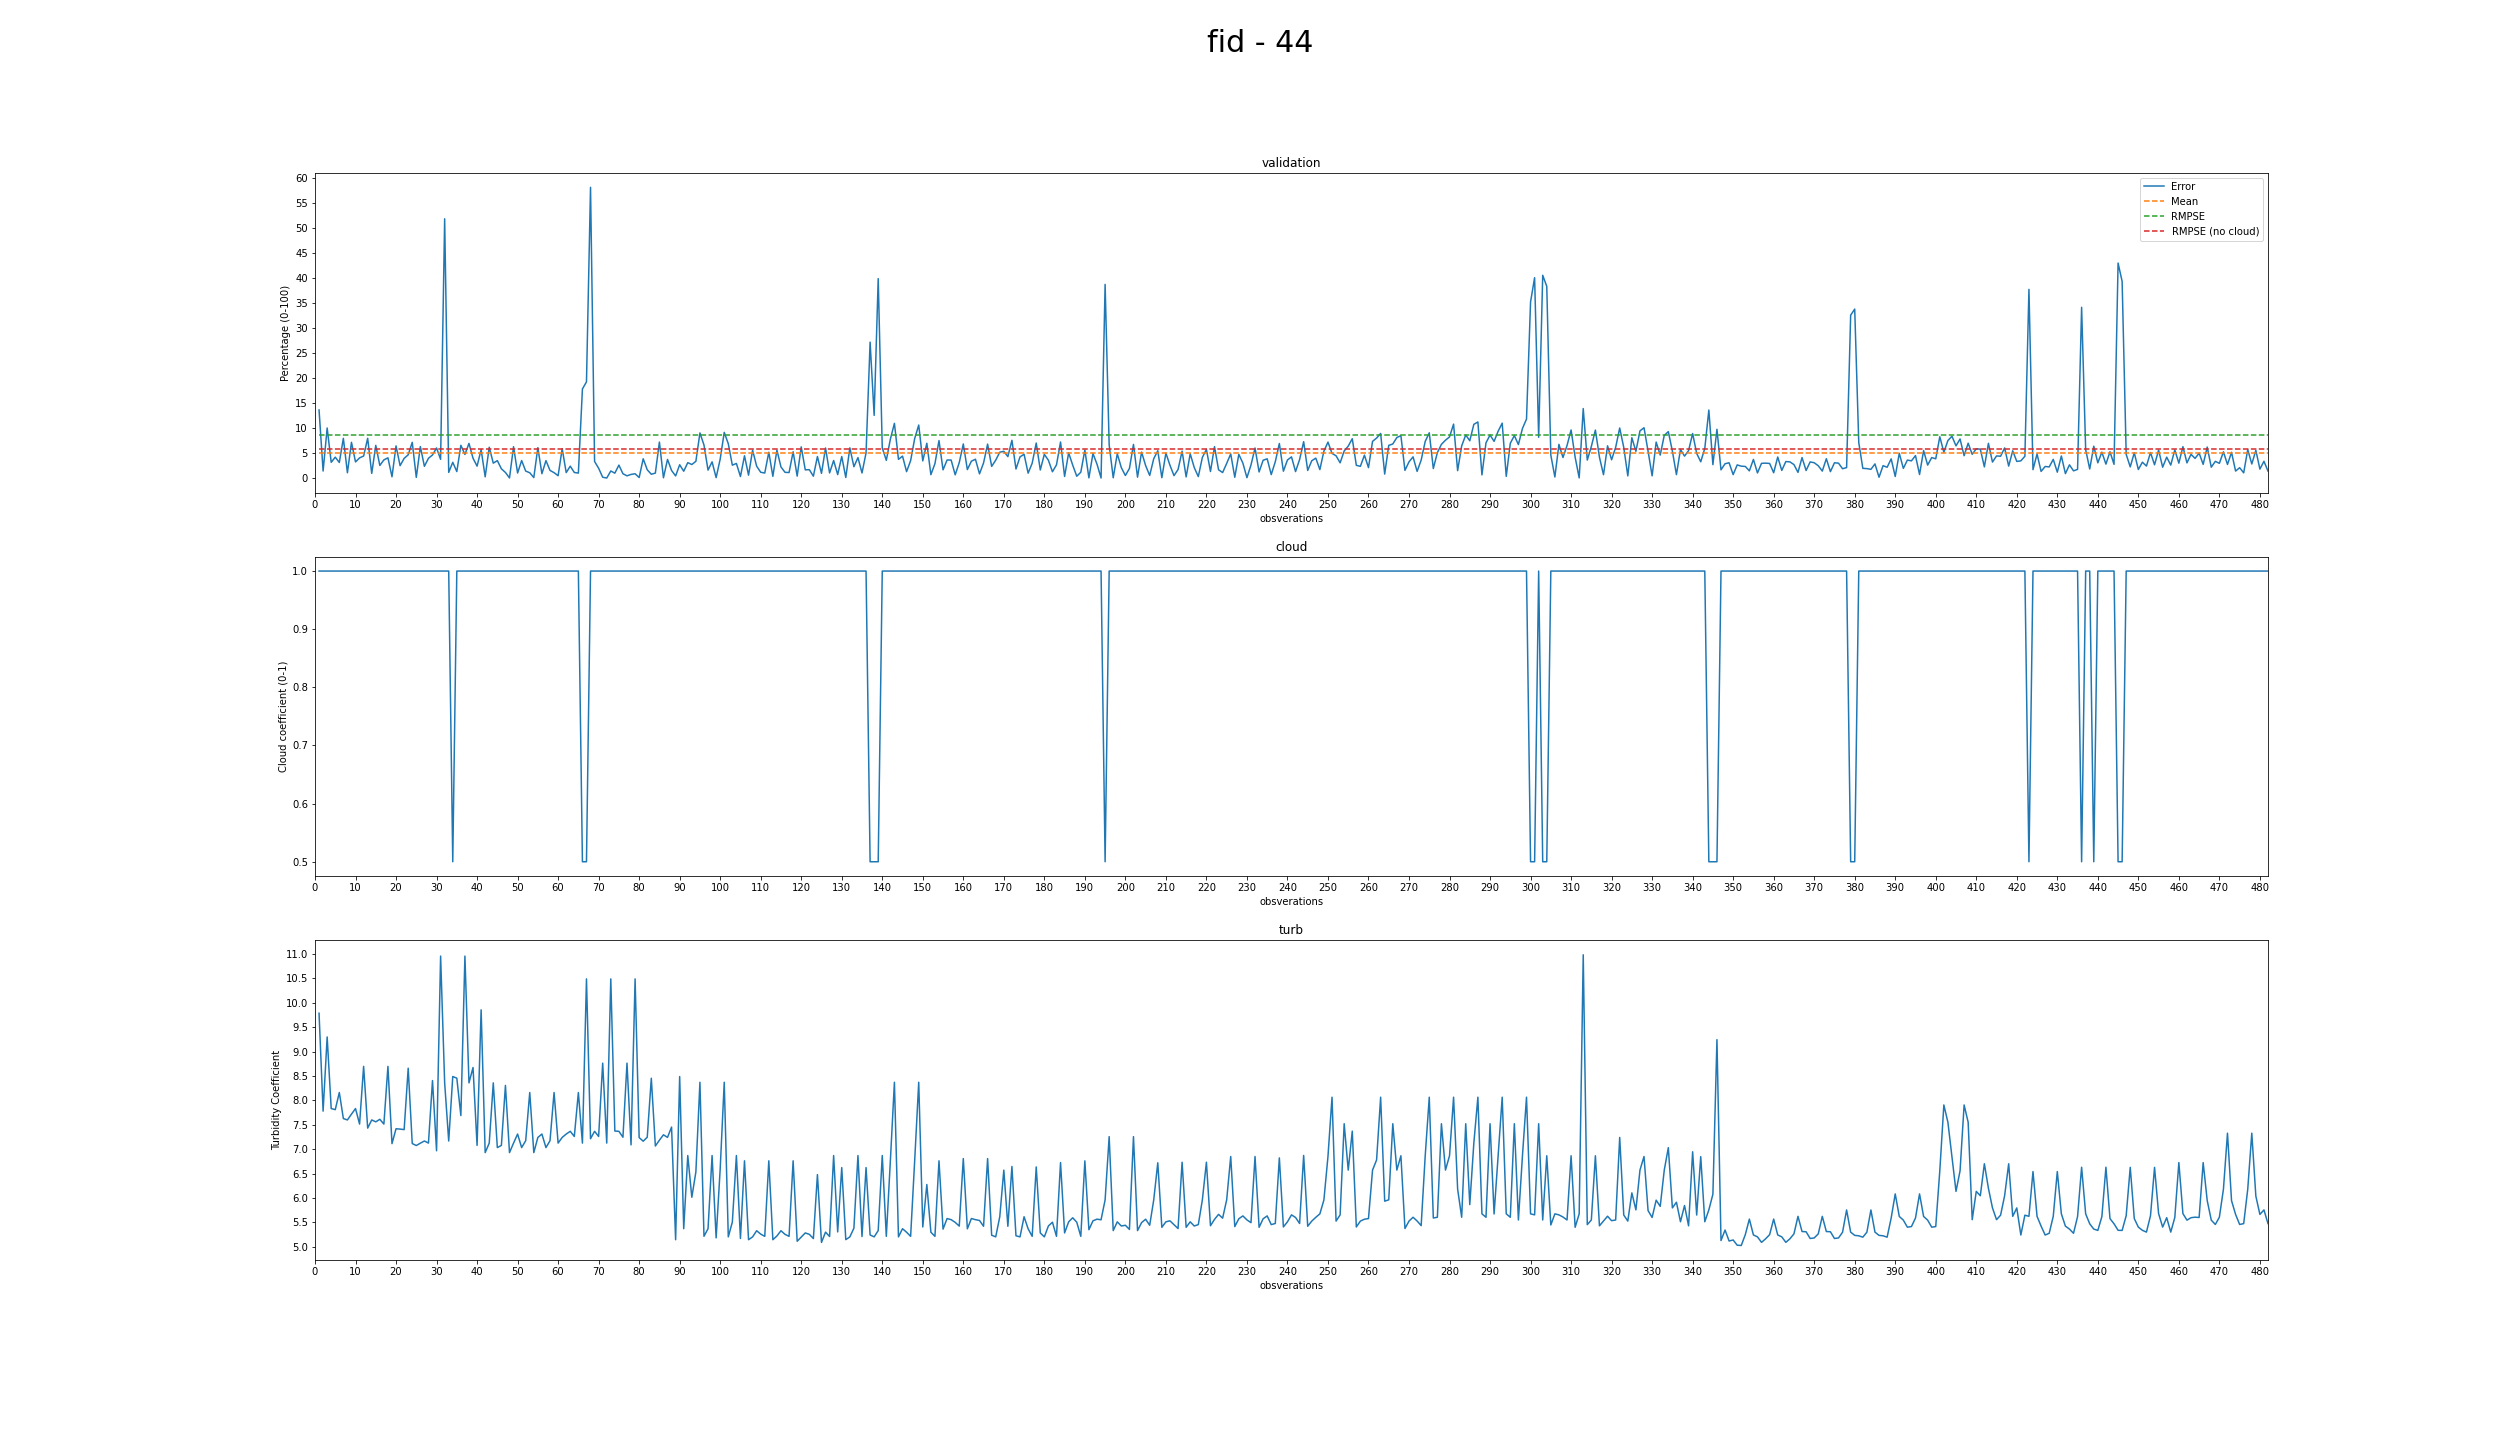 fid - 44
validation
60
55
50
45
40
35
30
25
20
15
10
5
0
Percentage (0-100)
Error
Mean
RMPSE
RMPSE (no cloud)
0 10 20 30 40 50 60 70 80 90 100 110 120 130 140 150 160 170 180 190 200 210 220 230 240 250 260 270 280 290 300 310 320 330 340 350 360 370 380 390 400 410 420 430 440 450 460 470 480
obsverations
cloud
1.0
0.9
0.8
0.7
0.6
0.5
Cloud coefficient (0-1)
0 10 20 30 40 50 60 70 80 90 100 110 120 130 140 150 160 170 180 190 200 210 220 230 240 250 260 270 280 290 300 310 320 330 340 350 360 370 380 390 400 410 420 430 440 450 460 470 480
obsverations
turb
11.0
10.5
10.0
9.5
9.0
8.5
8.0
7.5
7.0
6.5
6.0
5.5
5.0
Turbidity Coefficient
0 10 20 30 40 50 60 70 80 90 100 110 120 130 140 150 160 170 180 190 200 210 220 230 240 250 260 270 280 290 300 310 320 330 340 350 360 370 380 390 400 410 420 430 440 450 460 470 480
obsverations